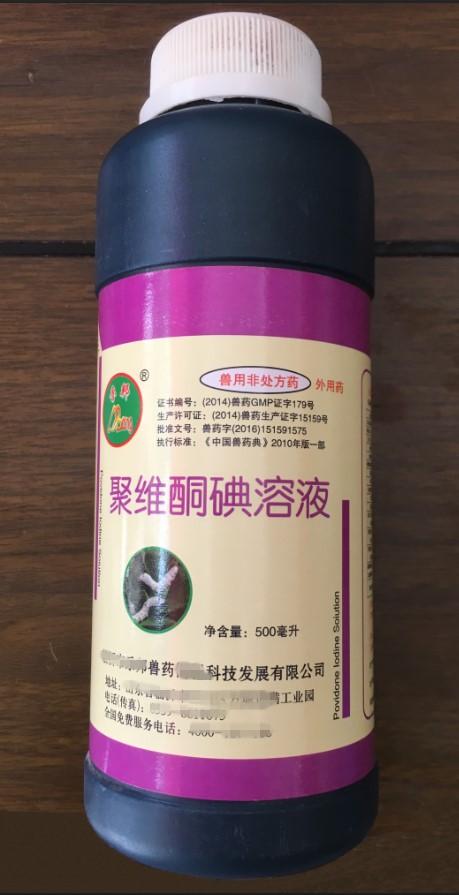 兽用非处方药
外用药
®
证书编号：(2014)兽药GMP证字179号
生产许可证：(2014)兽药生产证字15159号
批准文号：兽药字(2016)151591575
执行标准：《中国兽药典》2010年版一部
聚维酮碘溶液
Povidone Iodine Solution
净含量：500毫升
Povidone Iodine Solution
兽药科技发展有限公司
地址：工业园
电话(传真)：
全国免费服务电话：